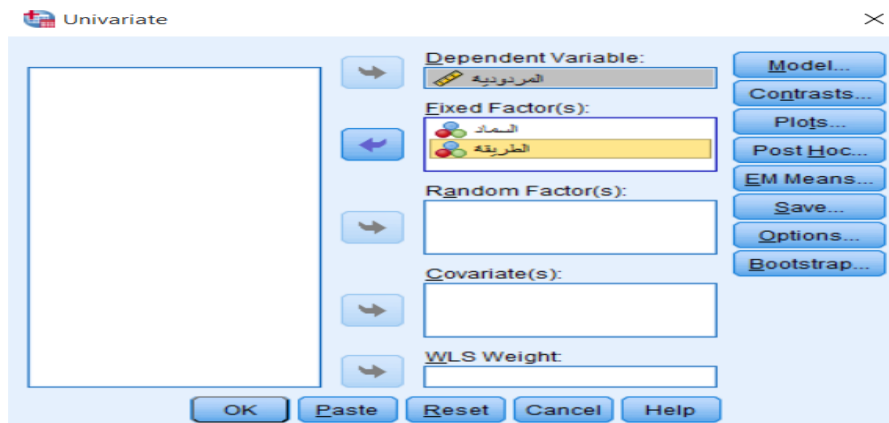 Univariate
Dependent Variable:
المردودية
Fixed Factor(s):
السماد
الطريقة
Random Factor(s):
Covariate(s):
WLS Weight:
Model...
Contrasts...
Plots...
Post Hoc...
EM Means...
Save...
Options...
Bootstrap...
OK Paste Reset Cancel Help